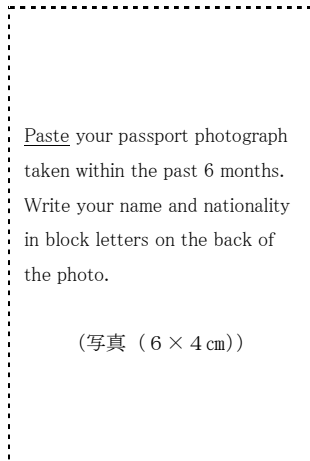 Paste your passport photograph
taken within the past 6 months.
Write your name and nationality
in block letters on the back of
the photo.
(写真（６×４㎝))